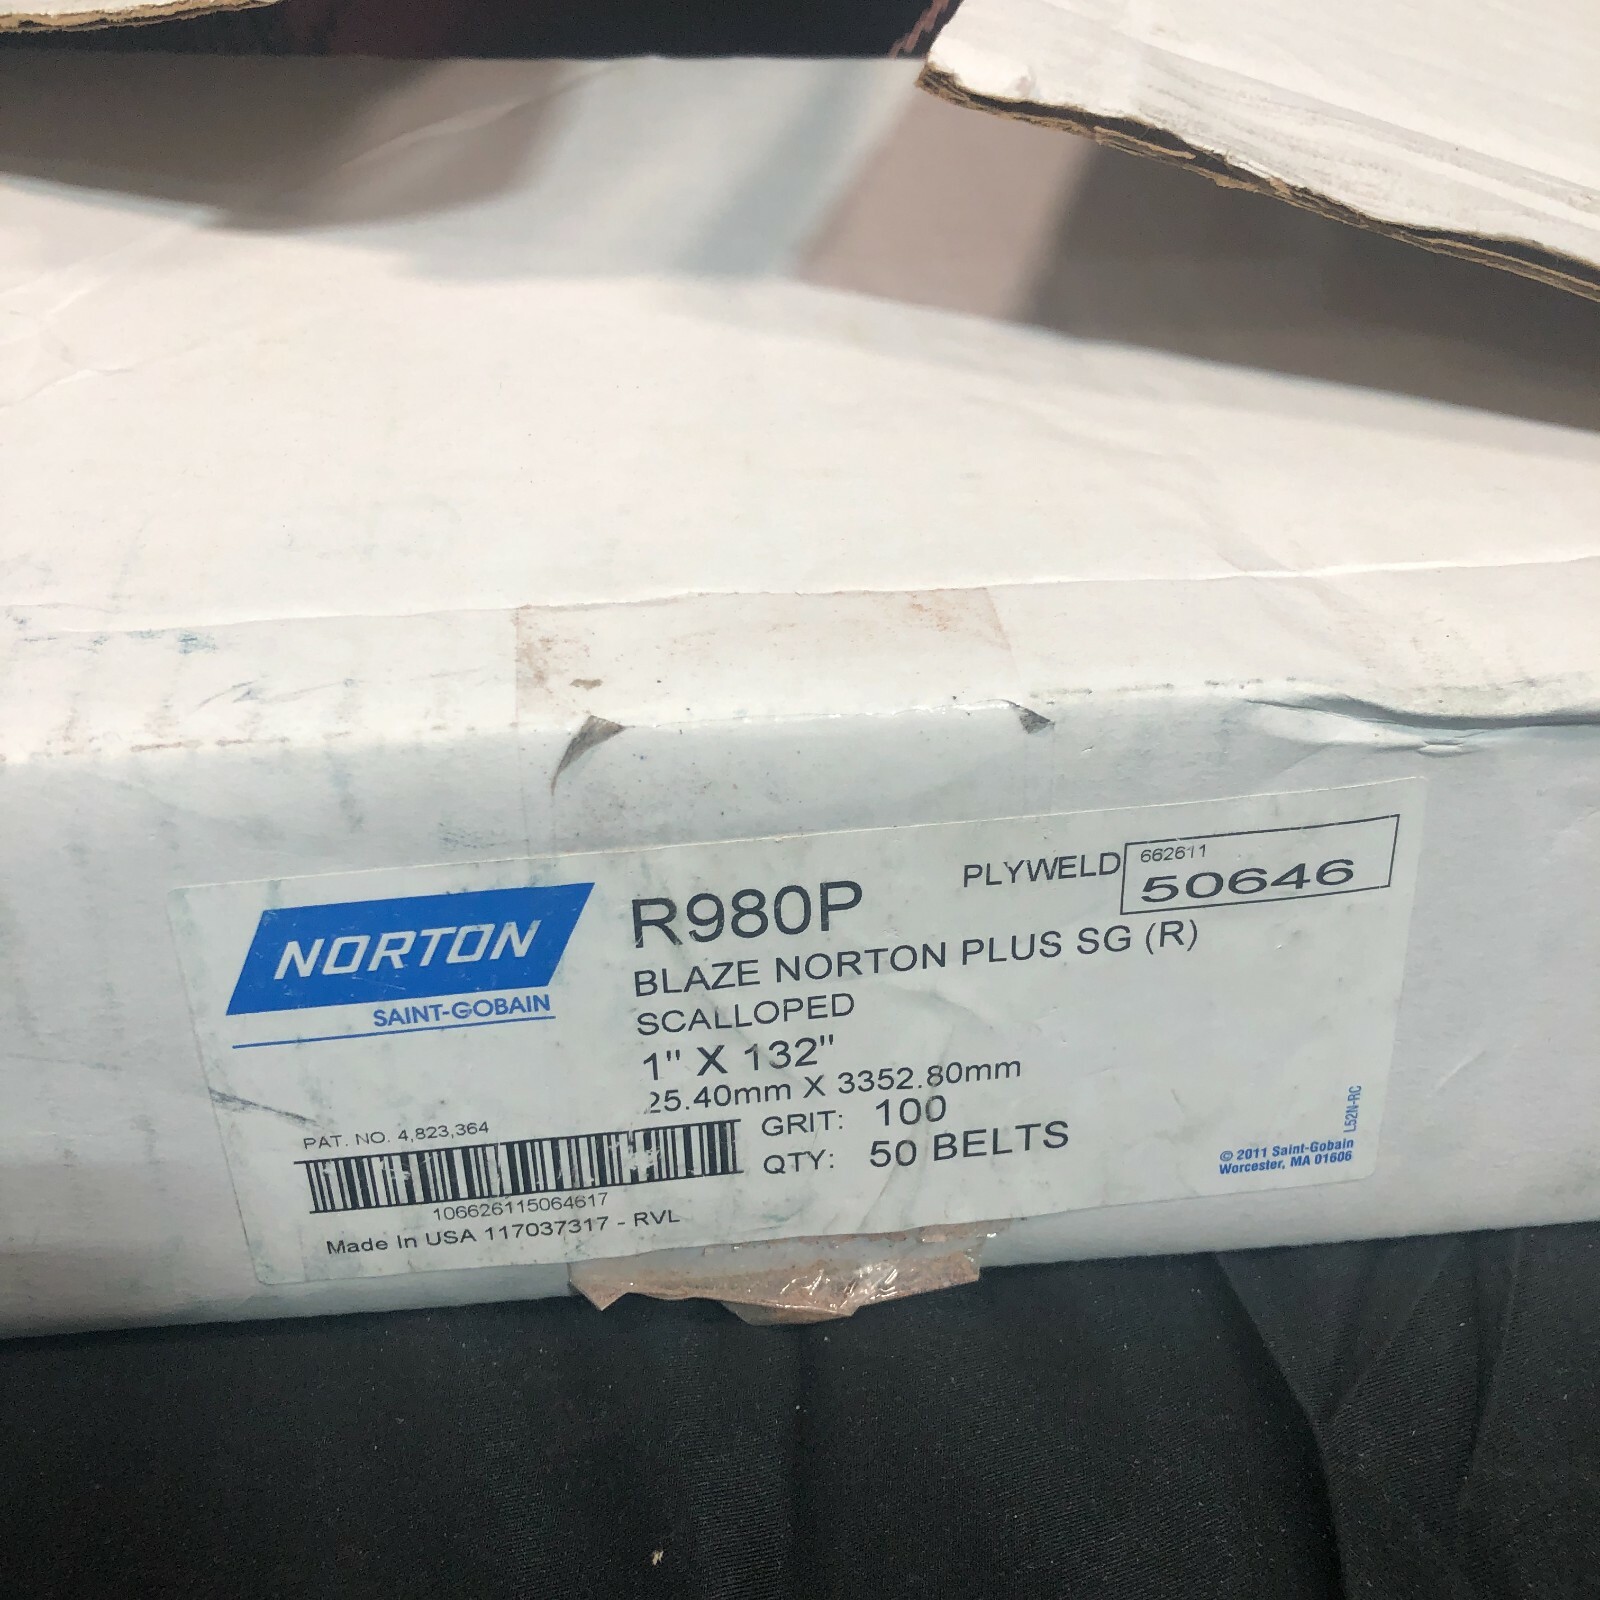 NORTON
SAINT-GOBAIN
R980P
PLYWELD
662611
50646
BLAZE NORTON PLUS SG (R)
SCALLOPED
1" X 132"
25.40mm X 3352.80mm
GRIT: 100
QTY: 50 BELTS
PAT. NO. 4,823,364
106626115064617
Made In USA 117037317 - RVL
© 2011 Saint-Gobain
Worcester, MA 01606
L52N-RC